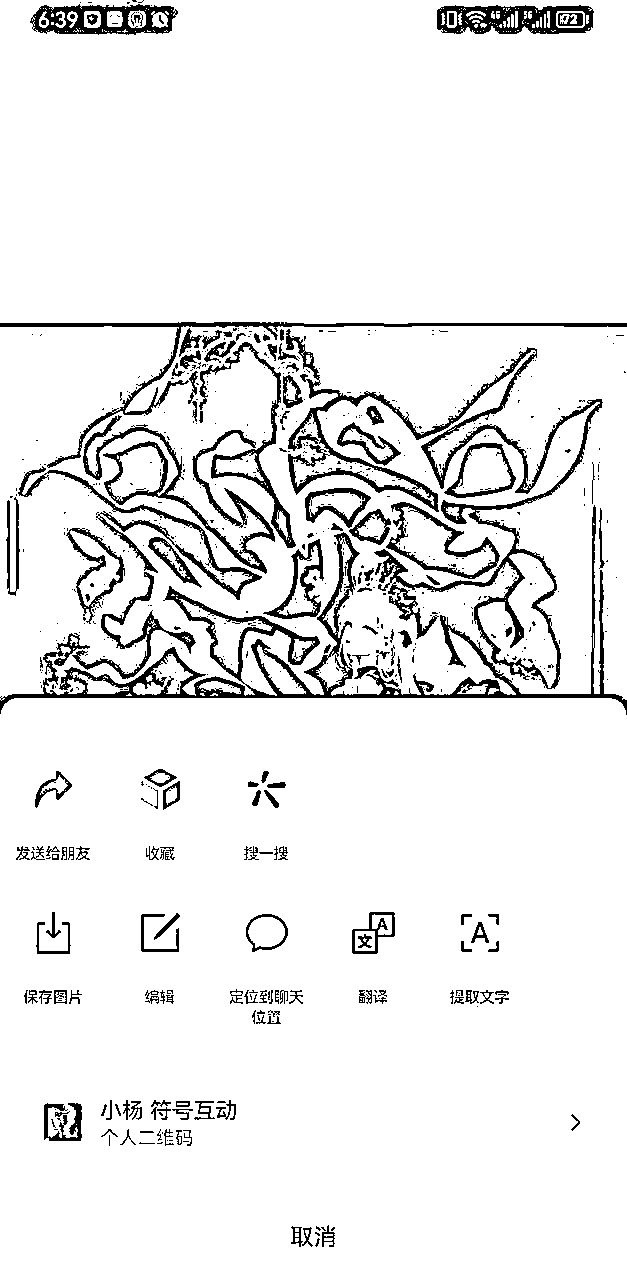 6:39
72
发送给朋友
收藏
搜一搜
保存图片
编辑
定位到聊天
位置
翻译
提取文字
小杨 符号互动
个人二维码
取消